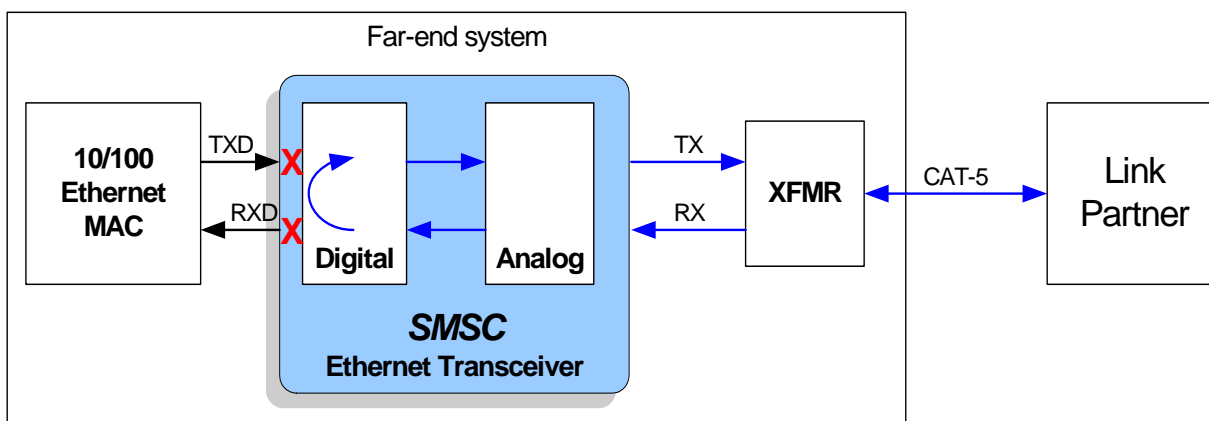 Far-end system
10/100
Ethernet
MAC
TXD
RXD
X
X
Digital
Analog
SMSC
Ethernet Transceiver
TX
RX
XFMR
CAT-5
Link
Partner